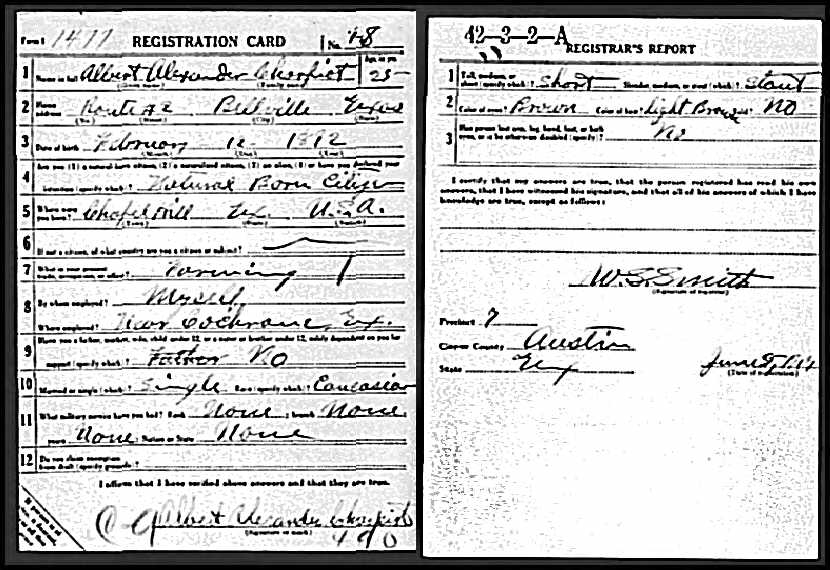 Form 1 1477 REGISTRATION CARD No. 48
1 Name in full Albert Alexander Age, in yrs. 25
2 Home address Route Bellville Texas
3 Date of birth February 12 1892
4 Are you (1) a natural born citizen, (2) a naturalized citizen, (3) an alien, (4) or have you declared your
intention (specify which)? Natural Born Citizen
5 Where were you born? Chapel Hill Tex U.S.A.
6 If not a citizen, of what country are you a citizen or subject?
7 What is your present trade, occupation, or office? Farming
8 By whom employed? Myself
Where employed? Near Cochrane, Tex.
9 Have you a father, mother, wife, child under 12, or a sister or brother under 12, solely dependent on you for
support (specify which)? Father No
10 Married or single (which)? Single Race (specify which)? Caucasian
11 What military service have you had? Rank None ; branch None ;
years None ; Nation or State None
12 Do you claim exemption
from draft (specify grounds)?
I affirm that I have verified above answers and that they are true.
Albert Alexander
(Signature or mark)
42-3-2-A
REGISTRAR'S REPORT
1 Tall, medium, or short (specify which)? Short Slender, medium, or stout (which)? Stout
2 Color of eyes? Brown Color of hair? light Brown Bald? No
3 Has person lost arm, leg, hand, foot, or both
eyes, or is he otherwise disabled (specify)? No
I certify that my answers are true, that the person registered has read his own
answers, that I have witnessed his signature, and that all of his answers of which I have
knowledge are true, except as follows:
W. S. Smith
(Signature of registrar)
Precinct 7
City or County Austin
State Tex June 5,
(Date of registration)